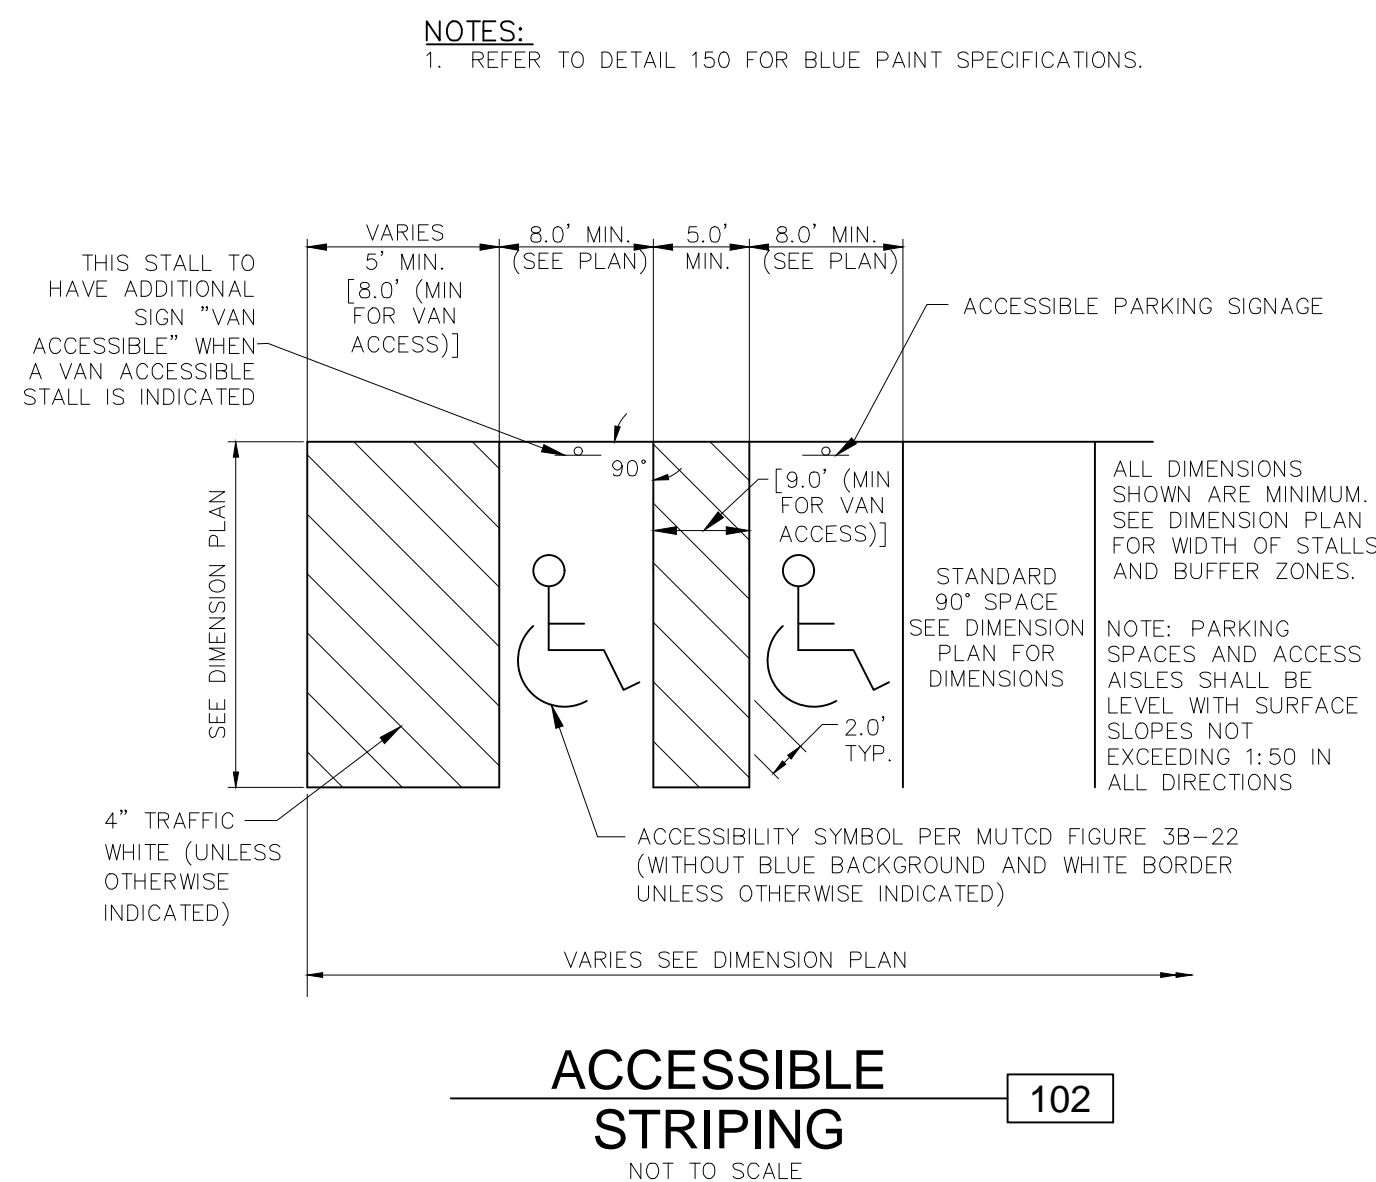 NOTES:
1. REFER TO DETAIL 150 FOR BLUE PAINT SPECIFICATIONS.
VARIES
5' MIN.
[8.0' (MIN
FOR VAN
ACCESS)]
8.0' MIN.
(SEE PLAN)
5.0'
MIN.
8.0' MIN.
(SEE PLAN)
THIS STALL TO
HAVE ADDITIONAL
SIGN "VAN
ACCESSIBLE" WHEN
A VAN ACCESSIBLE
STALL IS INDICATED
ACCESSIBLE PARKING SIGNAGE
90°
[9.0' (MIN
FOR VAN
ACCESS)]
SEE DIMENSION PLAN
STANDARD
90° SPACE
SEE DIMENSION
PLAN FOR
DIMENSIONS
ALL DIMENSIONS
SHOWN ARE MINIMUM.
SEE DIMENSION PLAN
FOR WIDTH OF STALLS
AND BUFFER ZONES.
NOTE: PARKING
SPACES AND ACCESS
AISLES SHALL BE
LEVEL WITH SURFACE
SLOPES NOT
EXCEEDING 1:50 IN
ALL DIRECTIONS
2.0'
TYP.
4" TRAFFIC
WHITE (UNLESS
OTHERWISE
INDICATED)
ACCESSIBILITY SYMBOL PER MUTCD FIGURE 3B-22
(WITHOUT BLUE BACKGROUND AND WHITE BORDER
UNLESS OTHERWISE INDICATED)
VARIES SEE DIMENSION PLAN
ACCESSIBLE
STRIPING
102
NOT TO SCALE